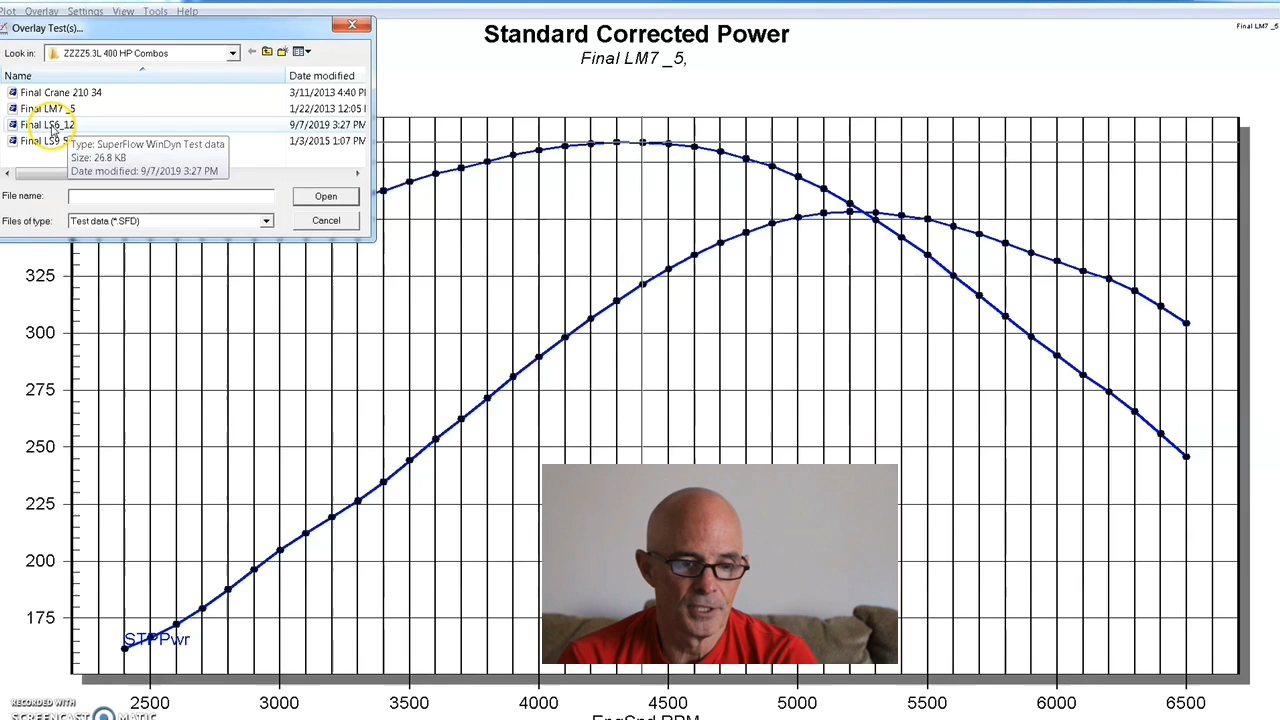 Plot Overlay Settings View Tools Help
Overlay Test(s)...
Look in: ZZZZ5.3L 400 HP Combos
Name Date modified
Final Crane 210 34 3/11/2013 4:40 P
Final LM7 _5 1/22/2013 12:05
Final LS6_12 9/7/2019 3:27 PM
Final LS9 1/3/2015 1:07 PM
Type: SuperFlow WinDyn Test data
Size: 26.8 KB
Date modified: 9/7/2019 3:27 PM
File name: Open
Files of type: Test data (*.SFD) Cancel
Standard Corrected Power
Final LM7 _5,
Final LM7 _5
325
300
275
250
225
200
175
STPPwr
2500 3000 3500 4000 4500 5000 5500 6000 6500
EngSpd RPM
RECORDED WITH
SCREENCAST MATIC